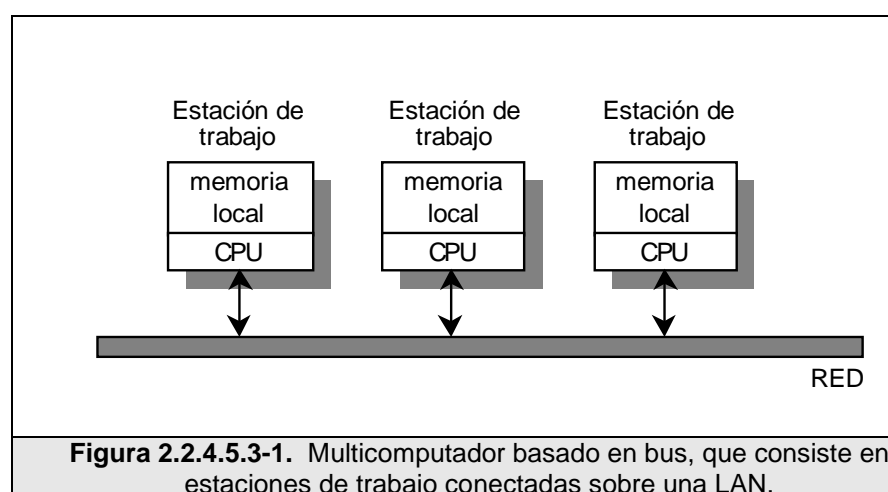 Estación de
trabajo
Estación de
trabajo
Estación de
trabajo
memoria
local
CPU
memoria
local
CPU
memoria
local
CPU
RED
Figura 2.2.4.5.3-1. Multicomputador basado en bus, que consiste en
estaciones de trabajo conectadas sobre una LAN.